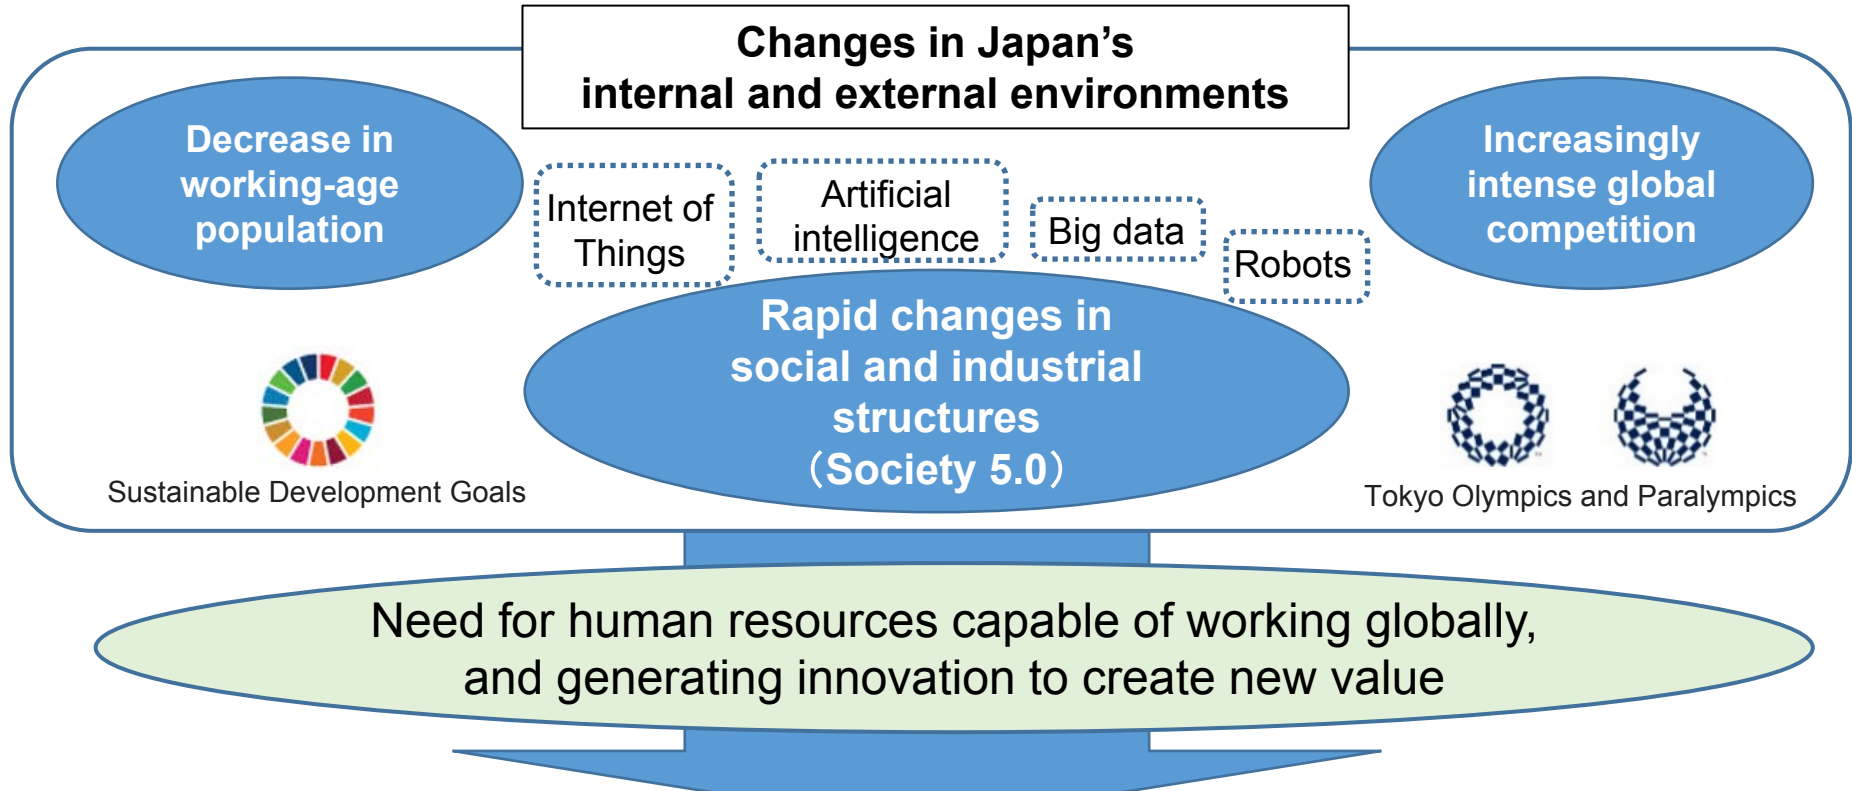 Changes in Japan’s
internal and external environments
Decrease in
working-age
population
Internet of
Things
Artificial
intelligence
Big data
Robots
Increasingly
intense global
competition
Rapid changes in
social and industrial
structures
（Society 5.0）
Sustainable Development Goals
Tokyo Olympics and Paralympics
Need for human resources capable of working globally,
and generating innovation to create new value